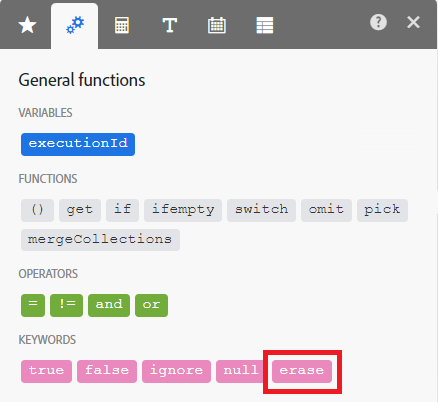 T ? ×
General functions
VARIABLES
executionId
FUNCTIONS
() get if ifempty switch omit pick
mergeCollections
OPERATORS
= != and or
KEYWORDS
true false ignore null erase